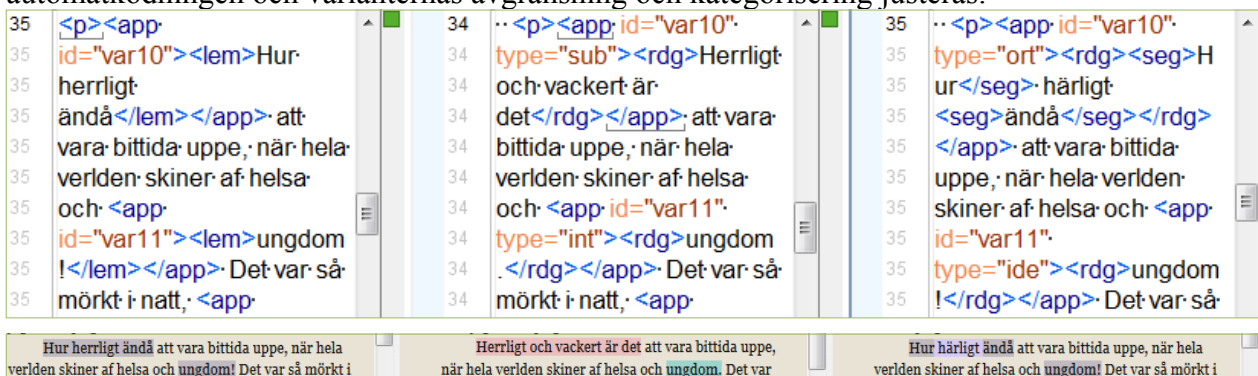 automatkodningen och varianternas avgränsning och kategorisering justeras.
35 <p><app·
35 id="var10"><lem>Hur·
35 herrligt·
35 ändå</lem></app>·att·
35 vara·bittida·uppe,·när·hela·
35 verlden·skiner·af·helsa·
35 och·<app·
35 id="var11"><lem>ungdom
35 !</lem></app>·Det·var·så·
35 mörkt·i·natt,·<app·
34 ··<p><app·id="var10"·
34 type="sub"><rdg>Herrligt·
34 och·vackert·är·
34 det</rdg></app>·att·vara·
34 bittida·uppe,·när·hela·
34 verlden·skiner·af·helsa·
34 och·<app·id="var11"·
34 type="int"><rdg>ungdom
34 .</rdg></app>·Det·var·så·
34 mörkt·i·natt,·<app·
35 ··<p><app·id="var10"·
35 type="ort"><rdg><seg>H
35 ur</seg>·härligt·
35 <seg>ändå</seg></rdg>
35 </app>·att·vara·bittida·
35 uppe,·när·hela·verlden·
35 skiner·af·helsa·och·<app·
35 id="var11"·
35 type="ide"><rdg>ungdom
35 !</rdg></app>·Det·var·så·
Hur herrligt ändå att vara bittida uppe, när hela
verlden skiner af helsa och ungdom! Det var så mörkt i
Herrligt och vackert är det att vara bittida uppe,
när hela verlden skiner af helsa och ungdom. Det var
Hur härligt ändå att vara bittida uppe, när hela
verlden skiner af helsa och ungdom! Det var så mörkt i